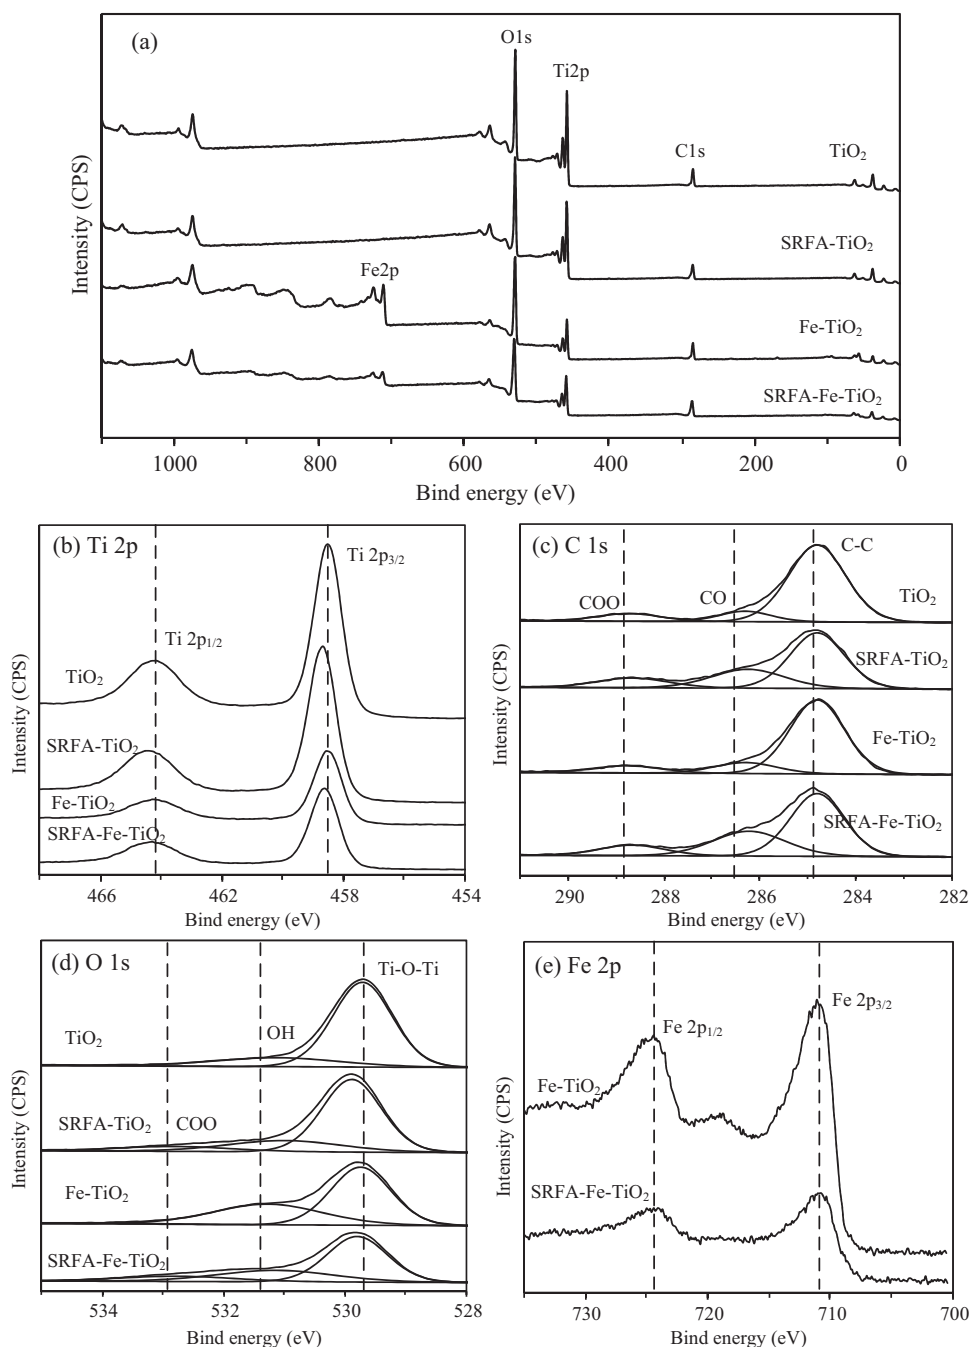 (a)
O1s
Ti2p
C1s
TiO2
SRFA-TiO2
Fe2p
Fe-TiO2
SRFA-Fe-TiO2
Intensity (CPS)
1000 800 600 400 200 0
Bind energy (eV)
(b) Ti 2p
Ti 2p3/2
Ti 2p1/2
TiO2
SRFA-TiO2
Fe-TiO2
SRFA-Fe-TiO2
Intensity (CPS)
466 462 458 454
Bind energy (eV)
(c) C 1s
C-C
COO
CO
TiO2
SRFA-TiO2
Fe-TiO2
SRFA-Fe-TiO2
Intensity (CPS)
290 288 286 284 282
Bind energy (eV)
(d) O 1s
Ti-O-Ti
OH
TiO2
SRFA-TiO2
COO
Fe-TiO2
SRFA-Fe-TiO2
Intensity (CPS)
534 532 530 528
Bind energy (eV)
(e) Fe 2p
Fe 2p3/2
Fe 2p1/2
Fe-TiO2
SRFA-Fe-TiO2
Intensity (CPS)
730 720 710 700
Bind energy (eV)